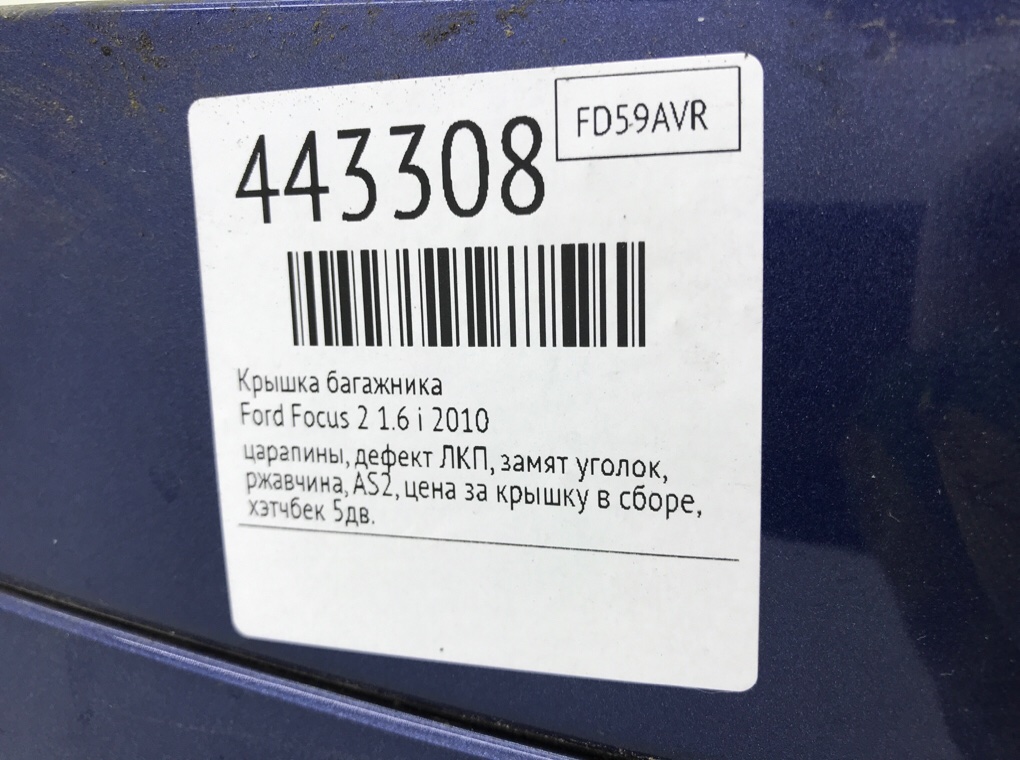 FD59AVR
443308
Крышка багажника
Ford Focus 2 1.6 i 2010
царапины, дефект ЛКП, замят уголок,
ржавчина, AS2, цена за крышку в сборе,
хэтчбек 5дв.